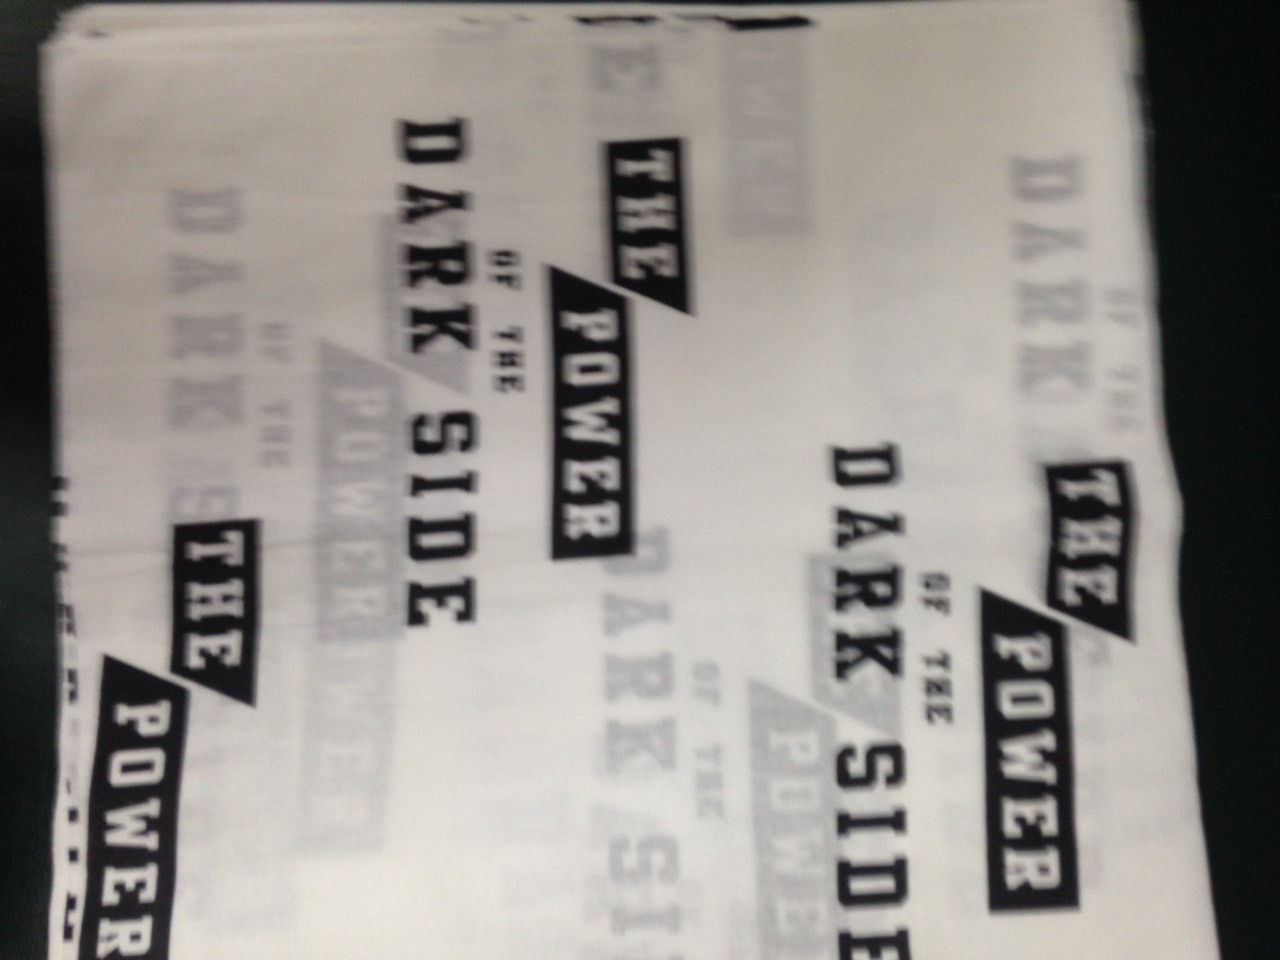 THE
POWER
OF THE
DARK SIDE
THE
POWER
OF THE
DARK SIDE
THE
POWER